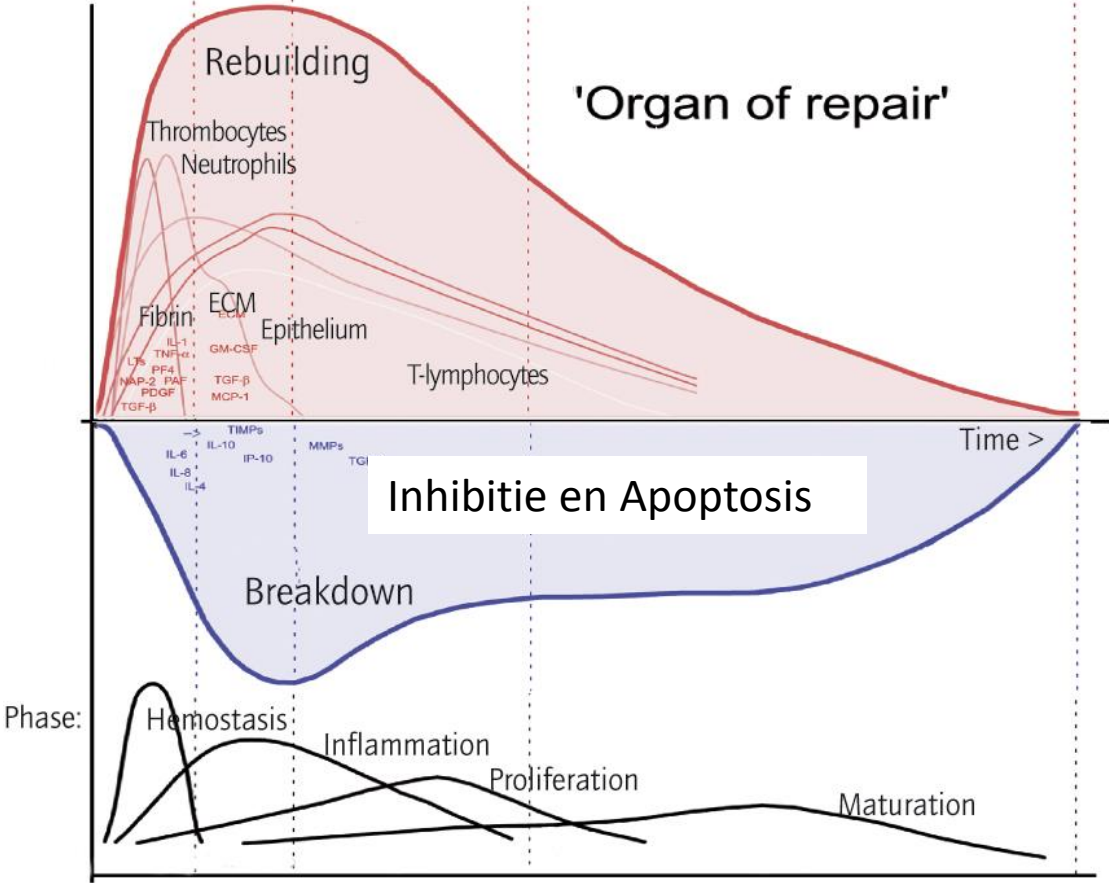 Rebuilding
'Organ of repair'
Thrombocytes
Neutrophils
Fibrin
ECM
ECM
Epithelium
IL-1
TNF-α
GM-CSF
LTs
PF4
T-lymphocytes
NAP-2 PAF
TGF-β
PDGF
MCP-1
TGF-β
-->
TIMPs
Time >
IL-10
MMPs
IL-6
IP-10
IL-8
IL-4
Inhibitie en Apoptosis
Breakdown
Phase:
Hemostasis
Inflammation
Proliferation
Maturation